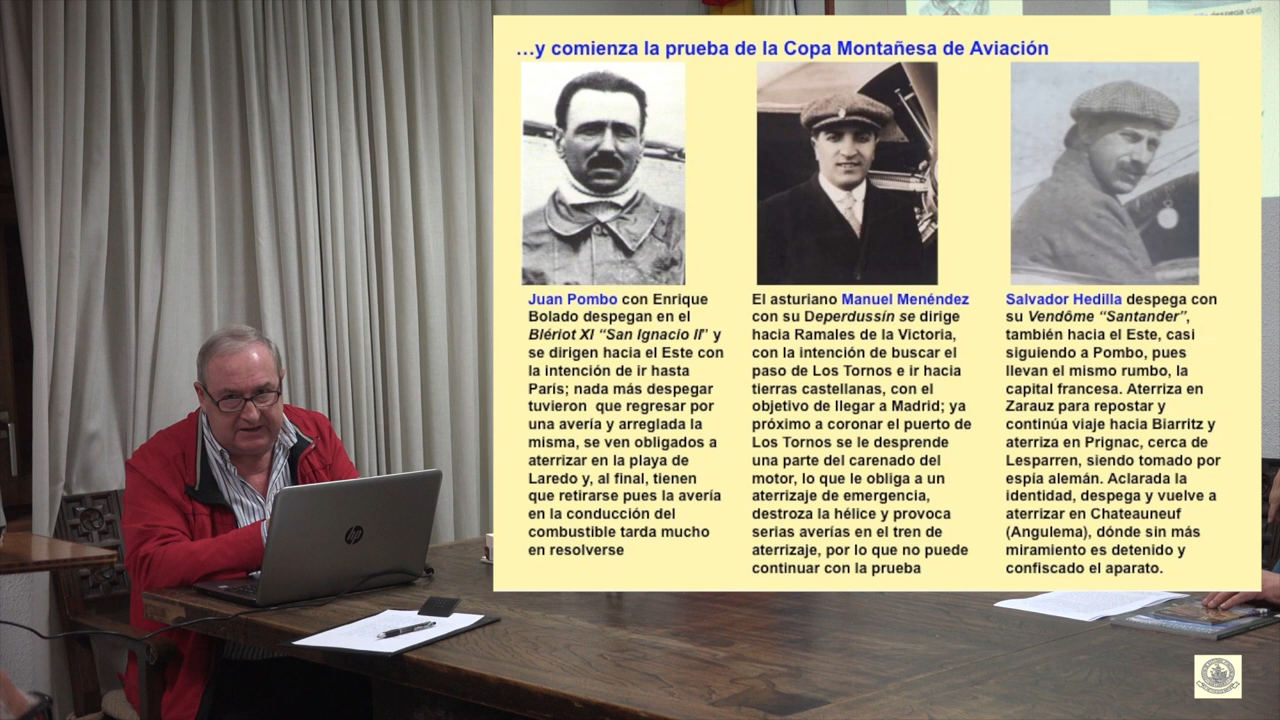 …y comienza la prueba de la Copa Montañesa de Aviación
Juan Pombo con Enrique
Bolado despegan en el
Blériot XI “San Ignacio II” y
se dirigen hacia el Este con
la intención de ir hasta
París; nada más despegar
tuvieron que regresar por
una avería y arreglada la
misma, se ven obligados a
aterrizar en la playa de
Laredo y, al final, tienen
que retirarse pues la avería
en la conducción del
combustible tarda mucho
en resolverse
El asturiano Manuel Menéndez
con su Deperdussín se dirige
hacia Ramales de la Victoria,
con la intención de buscar el
paso de Los Tornos e ir hacia
tierras castellanas, con el
objetivo de llegar a Madrid; ya
próximo a coronar el puerto de
Los Tornos se le desprende
una parte del carenado del
motor, lo que le obliga a un
aterrizaje de emergencia,
destroza la hélice y provoca
serias averías en el tren de
aterrizaje, por lo que no puede
continuar con la prueba
Salvador Hedilla despega con
su Vendôme “Santander”,
también hacia el Este, casi
siguiendo a Pombo, pues
llevan el mismo rumbo, la
capital francesa. Aterriza en
Zarauz para repostar y
continúa viaje hacia Biarritz y
aterriza en Prignac, cerca de
Lesparren, siendo tomado por
espía alemán. Aclarada la
identidad, despega y vuelve a
aterrizar en Chateauneuf
(Angulema), dónde sin más
miramiento es detenido y
confiscado el aparato.
hp